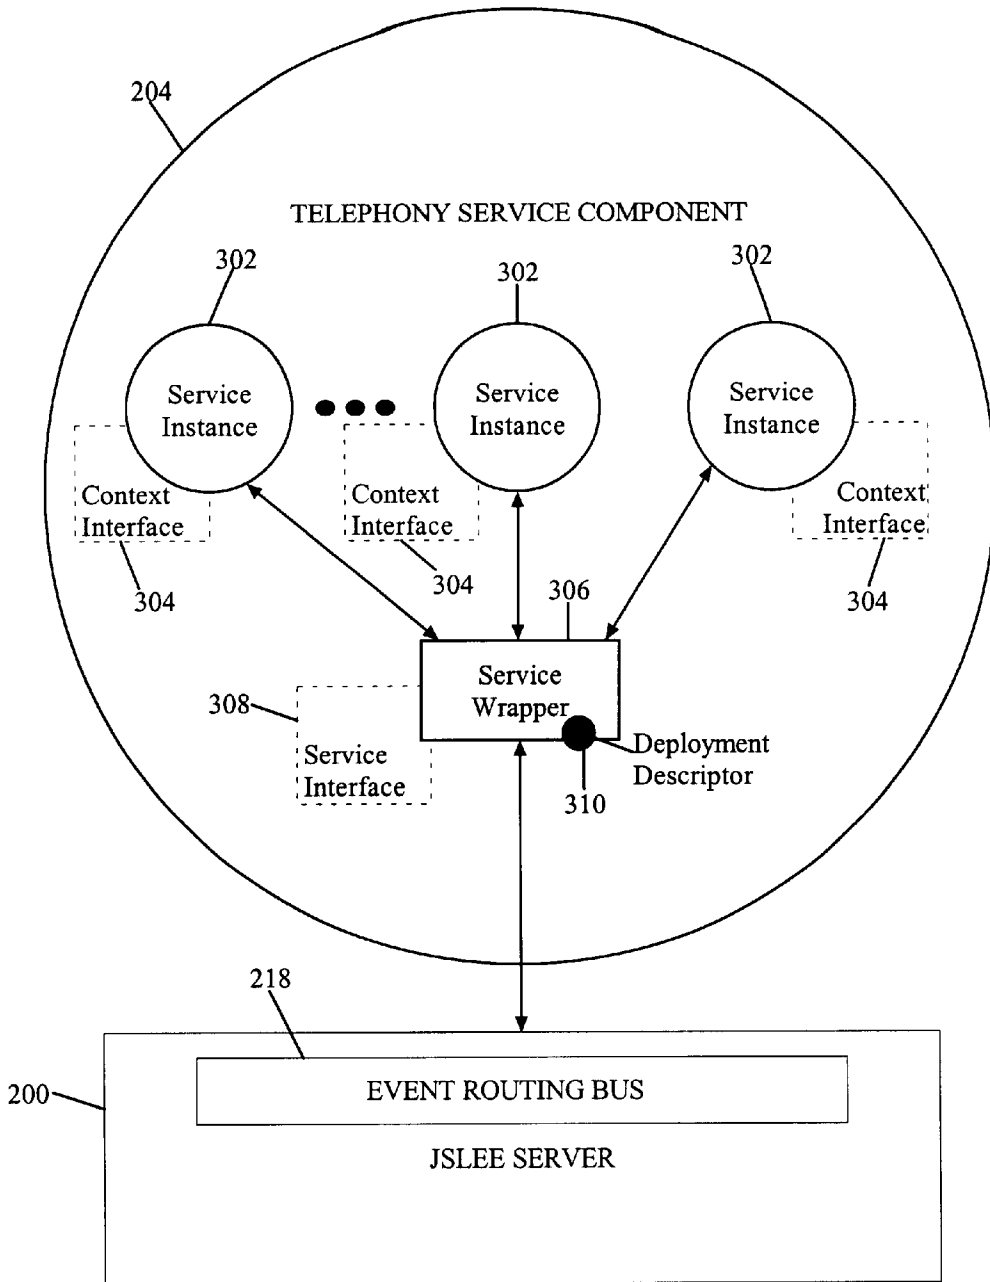 204
TELEPHONY SERVICE COMPONENT
302
302
302
Service
Instance
Service
Instance
Service
Instance
Context
Interface
Context
Interface
Context
Interface
304
304
304
306
Service
Wrapper
308
Service
Interface
Deployment
Descriptor
310
218
200
EVENT ROUTING BUS
JSLEE SERVER